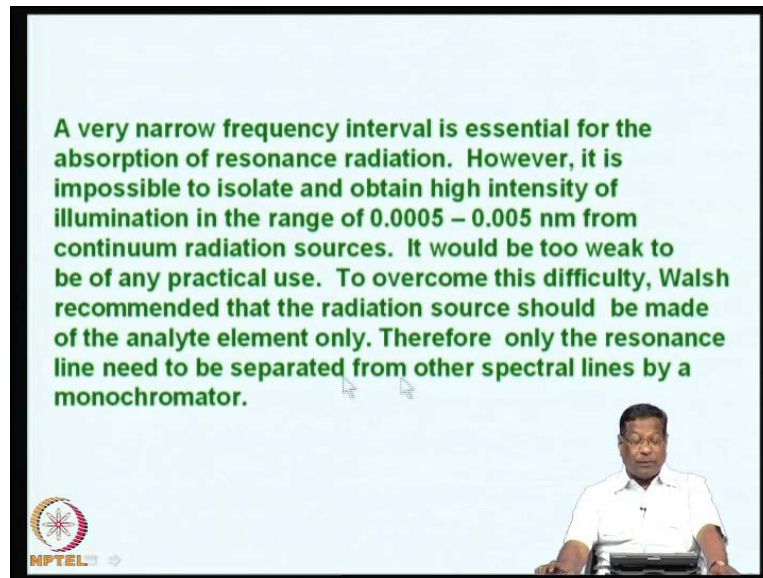 A very narrow frequency interval is essential for the
absorption of resonance radiation. However, it is
impossible to isolate and obtain high intensity of
illumination in the range of 0.0005 – 0.005 nm from
continuum radiation sources. It would be too weak to
be of any practical use. To overcome this difficulty, Walsh
recommended that the radiation source should be made
of the analyte element only. Therefore only the resonance
line need to be separated from other spectral lines by a
monochromator.
NPTEL